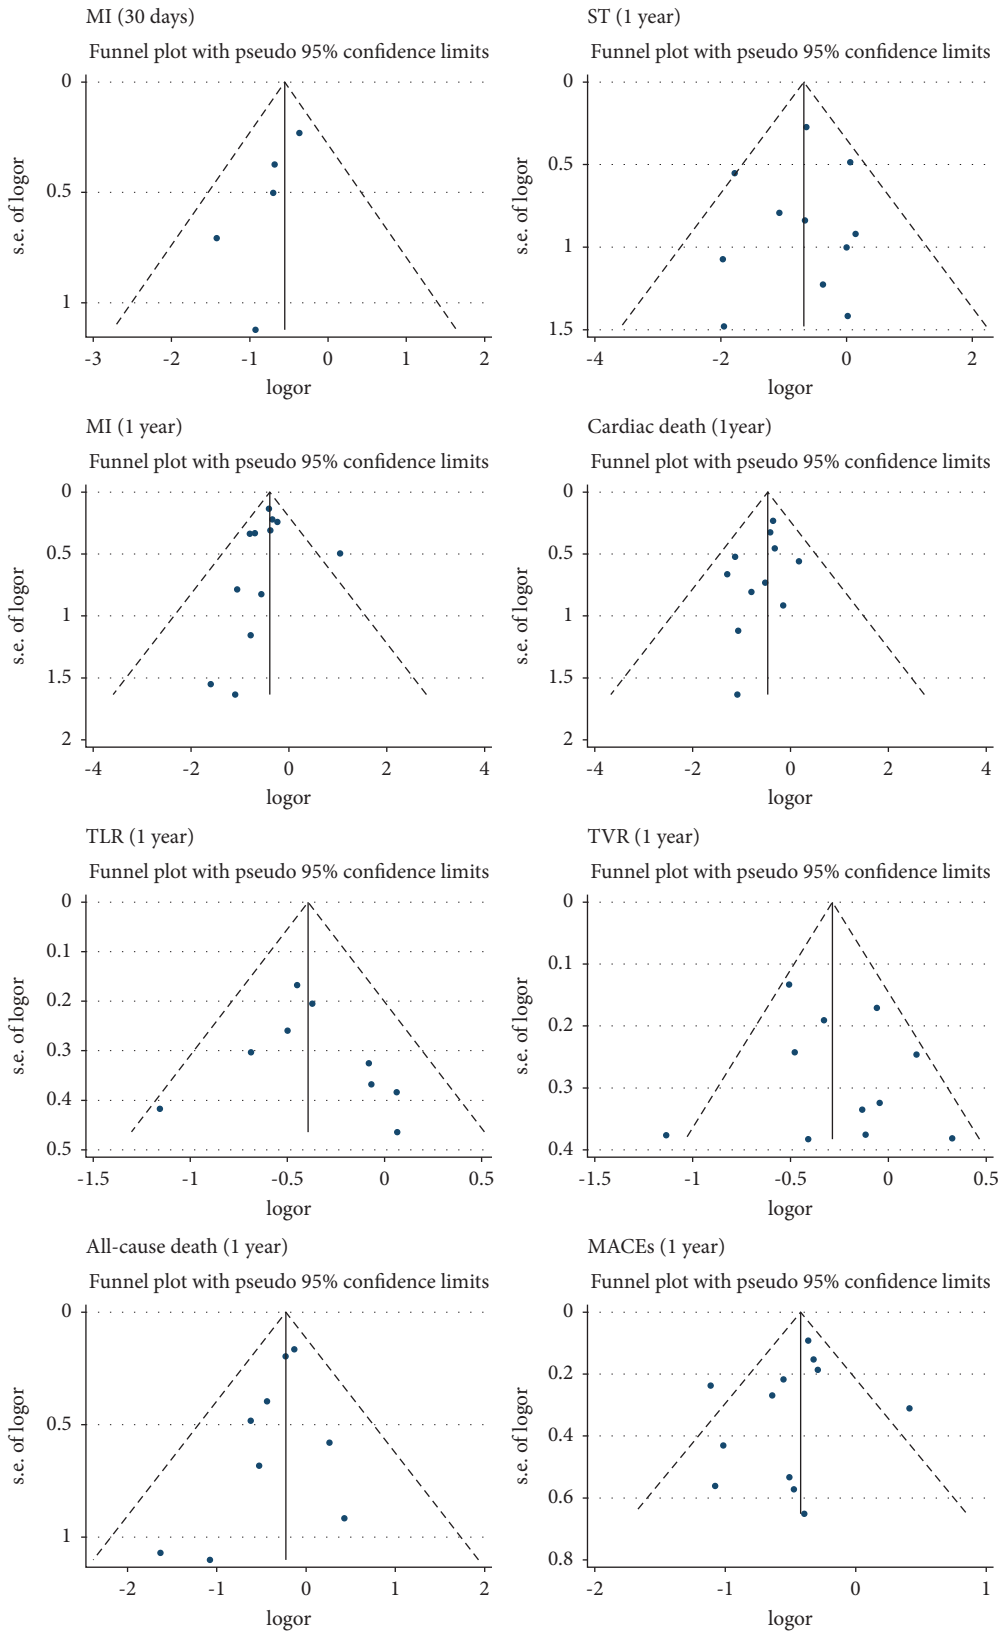 MI (30 days)
Funnel plot with pseudo 95% confidence limits
0
0.5
1
s.e. of logor
-3 -2 -1 0 1 2
logor
ST (1 year)
Funnel plot with pseudo 95% confidence limits
0
0.5
1
1.5
s.e. of logor
-4 -2 0 2
logor
MI (1 year)
Funnel plot with pseudo 95% confidence limits
0
0.5
1
1.5
2
s.e. of logor
-4 -2 0 2 4
logor
Cardiac death (1year)
Funnel plot with pseudo 95% confidence limits
0
0.5
1
1.5
2
s.e. of logor
-4 -2 0 2 4
logor
TLR (1 year)
Funnel plot with pseudo 95% confidence limits
0
0.1
0.2
0.3
0.4
0.5
s.e. of logor
-1.5 -1 -0.5 0 0.5
logor
TVR (1 year)
Funnel plot with pseudo 95% confidence limits
0
0.1
0.2
0.3
0.4
s.e. of logor
-1.5 -1 -0.5 0 0.5
logor
All-cause death (1 year)
Funnel plot with pseudo 95% confidence limits
0
0.5
1
s.e. of logor
-2 -1 0 1 2
logor
MACEs (1 year)
Funnel plot with pseudo 95% confidence limits
0
0.2
0.4
0.6
0.8
s.e. of logor
-2 -1 0 1
logor